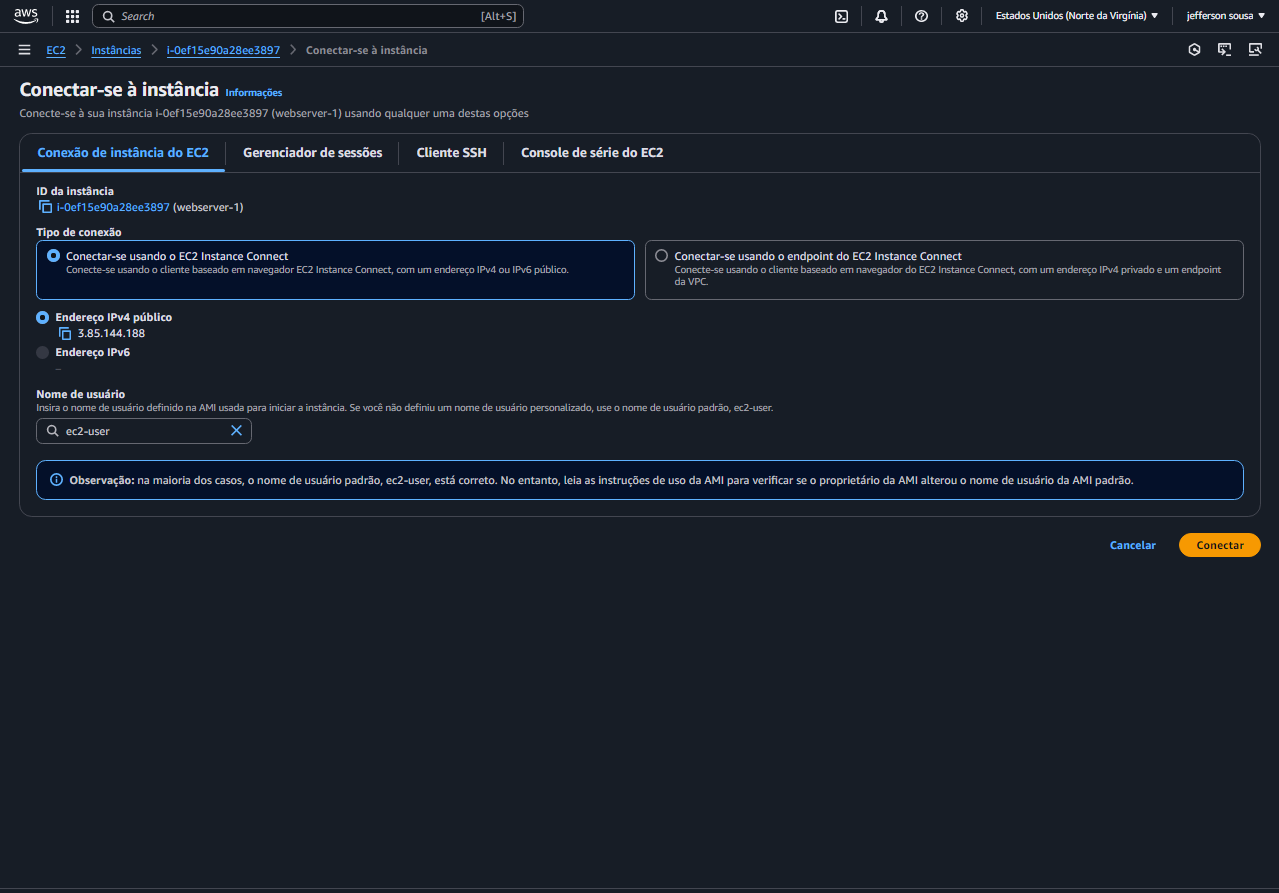 aws
Search [Alt+S]
Estados Unidos (Norte da Virgínia) ▼
jefferson sousa ▼
EC2 > Instâncias > i-0ef15e90a28ee3897 > Conectar-se à instância
Conectar-se à instância Informações
Conecte-se à sua instância i-0ef15e90a28ee3897 (webserver-1) usando qualquer uma destas opções
Conexão de instância do EC2 Gerenciador de sessões Cliente SSH Console de série do EC2
ID da instância
i-0ef15e90a28ee3897 (webserver-1)
Tipo de conexão
Conectar-se usando o EC2 Instance Connect
Conecte-se usando o cliente baseado em navegador EC2 Instance Connect, com um endereço IPv4 ou IPv6 público.
Conectar-se usando o endpoint do EC2 Instance Connect
Conecte-se usando o cliente baseado em navegador do EC2 Instance Connect, com um endereço IPv4 privado e um endpoint
da VPC.
Endereço IPv4 público
3.85.144.188
Endereço IPv6
–
Nome de usuário
Insira o nome de usuário definido na AMI usada para iniciar a instância. Se você não definiu um nome de usuário personalizado, use o nome de usuário padrão, ec2-user.
ec2-user
Observação: na maioria dos casos, o nome de usuário padrão, ec2-user, está correto. No entanto, leia as instruções de uso da AMI para verificar se o proprietário da AMI alterou o nome de usuário da AMI padrão.
Cancelar Conectar